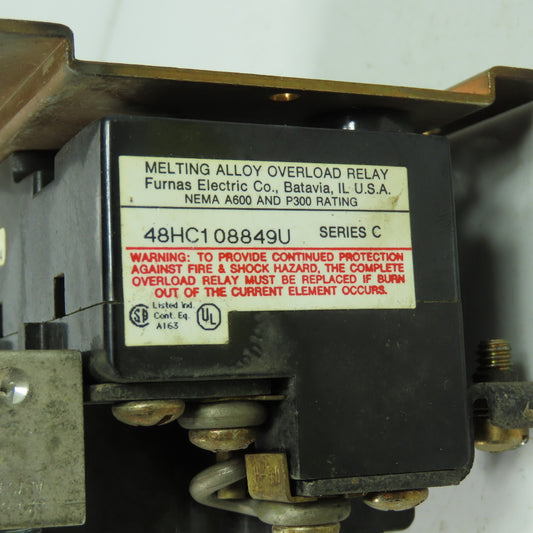 MELTING ALLOY OVERLOAD RELAY
Furnas Electric Co., Batavia, IL U.S.A.
NEMA A600 AND P300 RATING
48HC108849U SERIES C
WARNING: TO PROVIDE CONTINUED PROTECTION
AGAINST FIRE & SHOCK HAZARD, THE COMPLETE
OVERLOAD RELAY MUST BE REPLACED IF BURN
OUT OF THE CURRENT ELEMENT OCCURS.
SA Listed Ind. UL
Cont. Eq.
A163